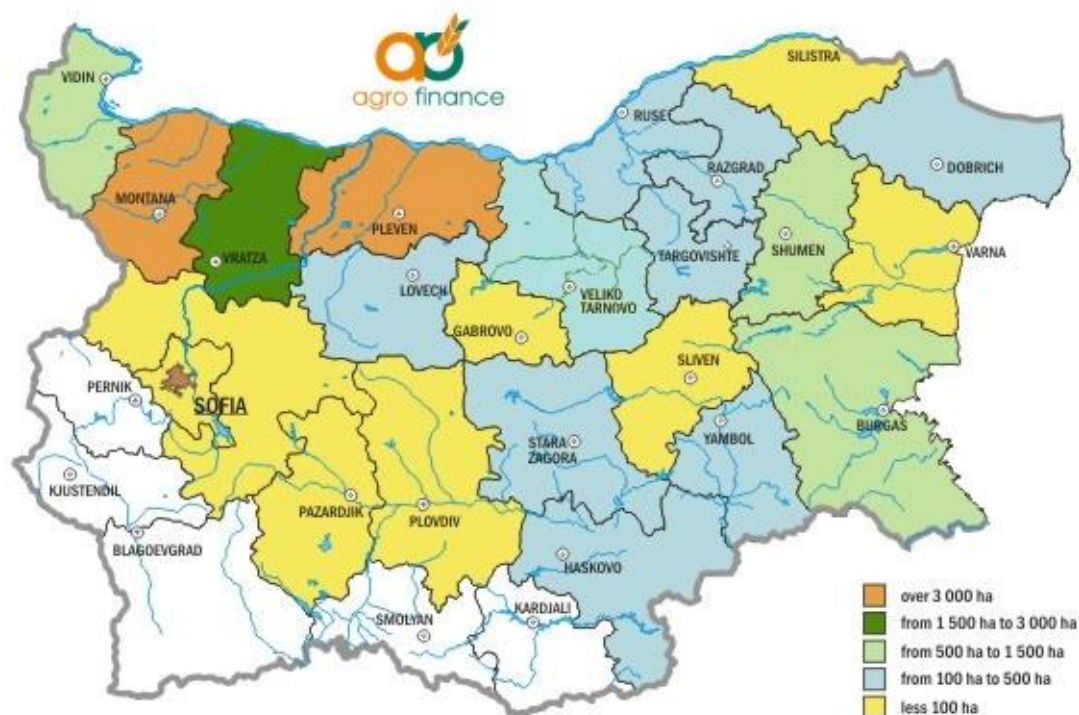 ao
agro finance
VIDIN
SILISTRA
RUSE
DOBRICH
RAZGRAD
MONTANA
PLEVEN
TARGOVISHTE
SHUMEN
VARNA
VRATZA
LOVECH
VELIKO
TARNOVO
GABROVO
SLIVEN
PERNIK
SOFIA
STARA
ZAGORA
YAMBOL
BURGAS
KJUSTENDIL
PAZARDJIK
PLOVDIV
BLAGOEVGRAD
HASKOVO
SMOLYAN
KARDJALI
over 3 000 ha
from 1 500 ha to 3 000 ha
from 500 ha to 1 500 ha
from 100 ha to 500 ha
less 100 ha